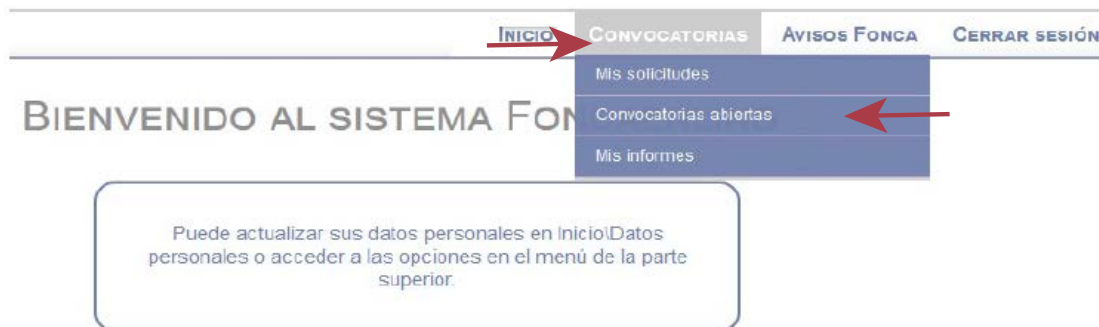 INICIO CONVOCATORIAS AVISOS FONCA CERRAR SESIÓN
Mis solicitudes
BIENVENIDO AL SISTEMA
Convocatorias abiertas
Mis informes
Puede actualizar sus datos personales en Inicio\Datos
personales o acceder a las opciones en el menú de la parte
superior.